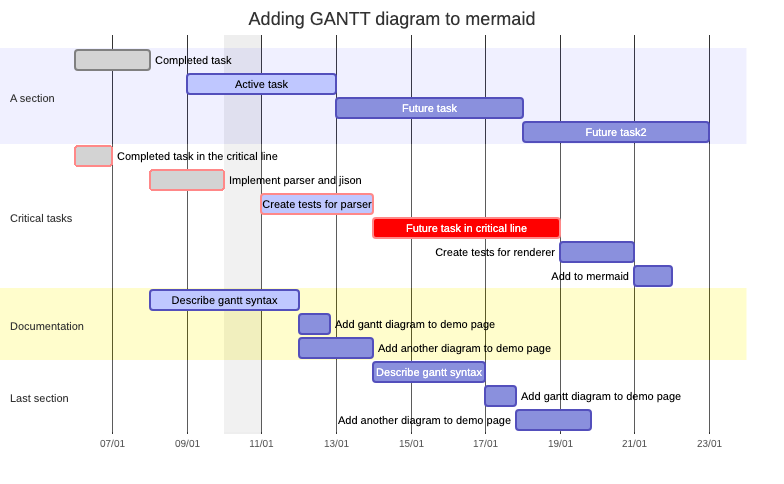 Adding GANTT diagram to mermaid
A section
Completed task
Active task
Future task
Future task2
Critical tasks
Completed task in the critical line
Implement parser and jison
Create tests for parser
Future task in critical line
Create tests for renderer
Add to mermaid
Documentation
Describe gantt syntax
Add gantt diagram to demo page
Add another diagram to demo page
Last section
Describe gantt syntax
Add gantt diagram to demo page
Add another diagram to demo page
07/01 09/01 11/01 13/01 15/01 17/01 19/01 21/01 23/01